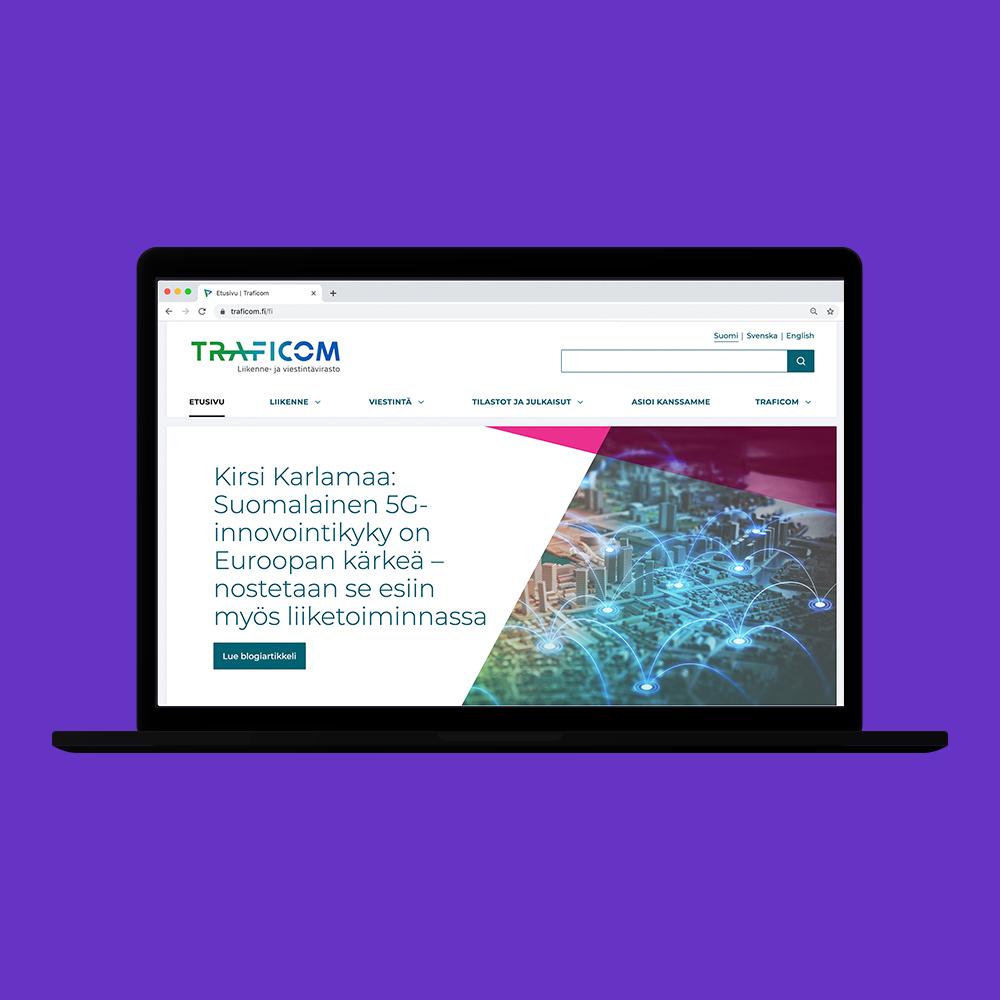 Etusivu | Traficom
traficom.fi/fi
Suomi | Svenska | English
TRAFICOM
Liikenne- ja viestintävirasto
ETUSIVU LIIKENNE VIESTINTÄ TILASTOT JA JULKAISUT ASIOI KANSSAMME TRAFICOM
Kirsi Karlamaa:
Suomalainen 5G-
innovointikyky on
Euroopan kärkeä –
nostetaan se esiin
myös liiketoiminnassa
Lue blogiartikkeli